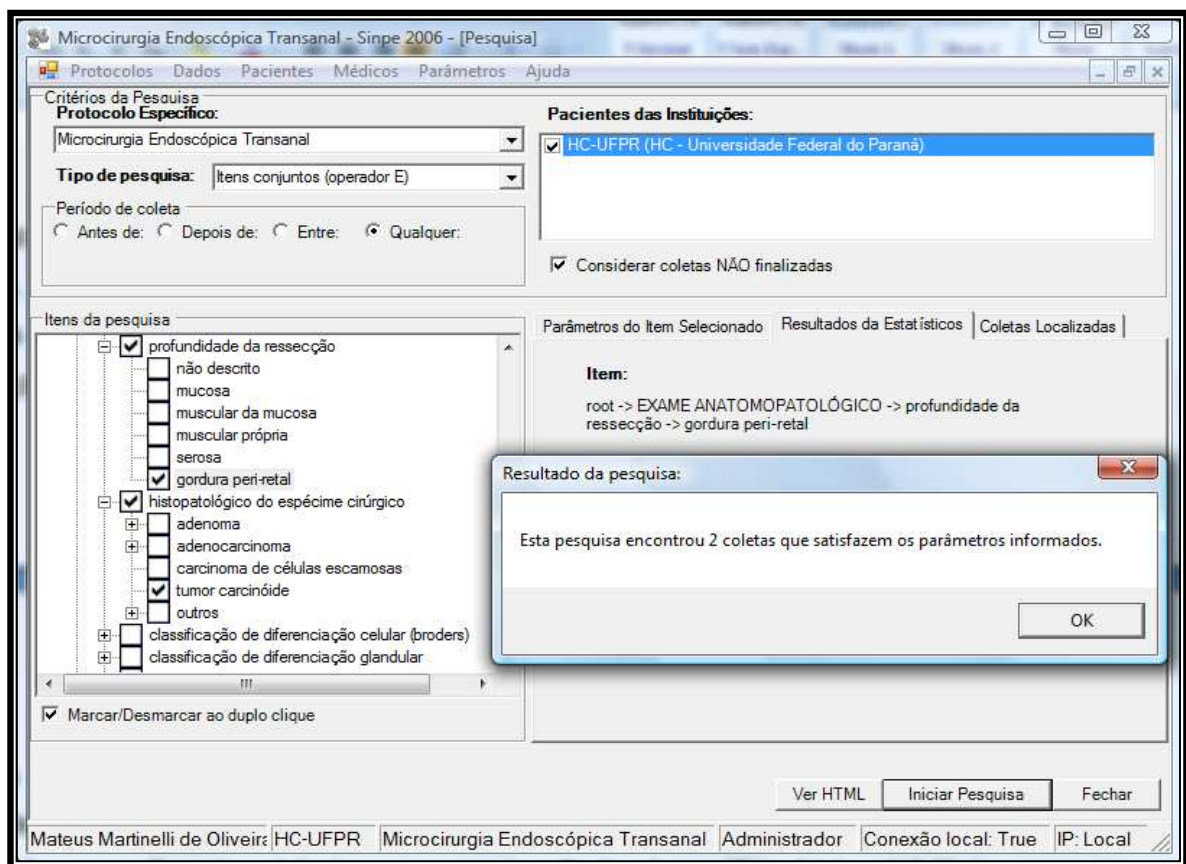 Microcirurgia Endoscópica Transanal - Sinpe 2006 - [Pesquisa]
Protocolos Dados Pacientes Médicos Parâmetros Ajuda
Critérios da Pesquisa
Protocolo Específico:
Microcirurgia Endoscópica Transanal
Tipo de pesquisa: Itens conjuntos (operador E)
Período de coleta
Antes de: Depois de: Entre: Qualquer:
Pacientes das Instituições:
HC-UFPR (HC - Universidade Federal do Paraná)
Considerar coletas NÃO finalizadas
Itens da pesquisa
profundidade da ressecção
não descrito
mucosa
muscular da mucosa
muscular própria
serosa
gordura peri-retal
histopatológico do espécime cirúrgico
adenoma
adenocarcinoma
carcinoma de células escamosas
tumor carcinóide
outros
classificação de diferenciação celular (broders)
classificação de diferenciação glandular
Marcar/Desmarcar ao duplo clique
Parâmetros do Item Selecionado Resultados da Estatísticos Coletas Localizadas
Item:
root -> EXAME ANATOMOPATOLÓGICO -> profundidade da
ressecção -> gordura peri-retal
Resultado da pesquisa:
Esta pesquisa encontrou 2 coletas que satisfazem os parâmetros informados.
OK
Ver HTML Iniciar Pesquisa Fechar
Mateus Martinelli de Oliveira HC-UFPR Microcirurgia Endoscópica Transanal Administrador Conexão local: True IP: Local